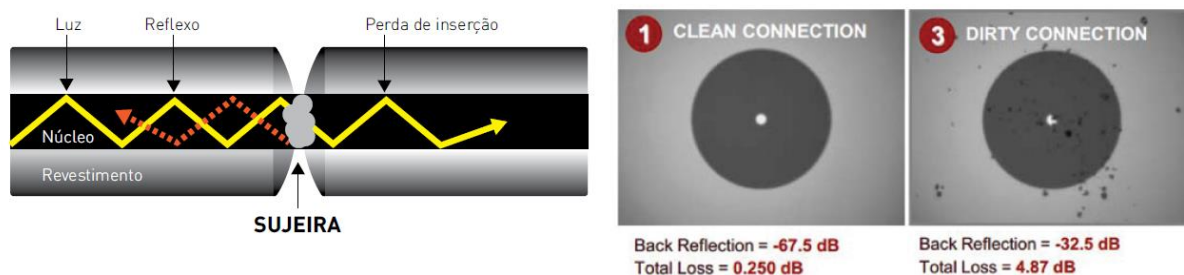 Luz
Reflexo
Perda de inserção
Núcleo
Revestimento
SUJEIRA
1 CLEAN CONNECTION
Back Reflection = -67.5 dB
Total Loss = 0.250 dB
3 DIRTY CONNECTION
Back Reflection = -32.5 dB
Total Loss = 4.87 dB